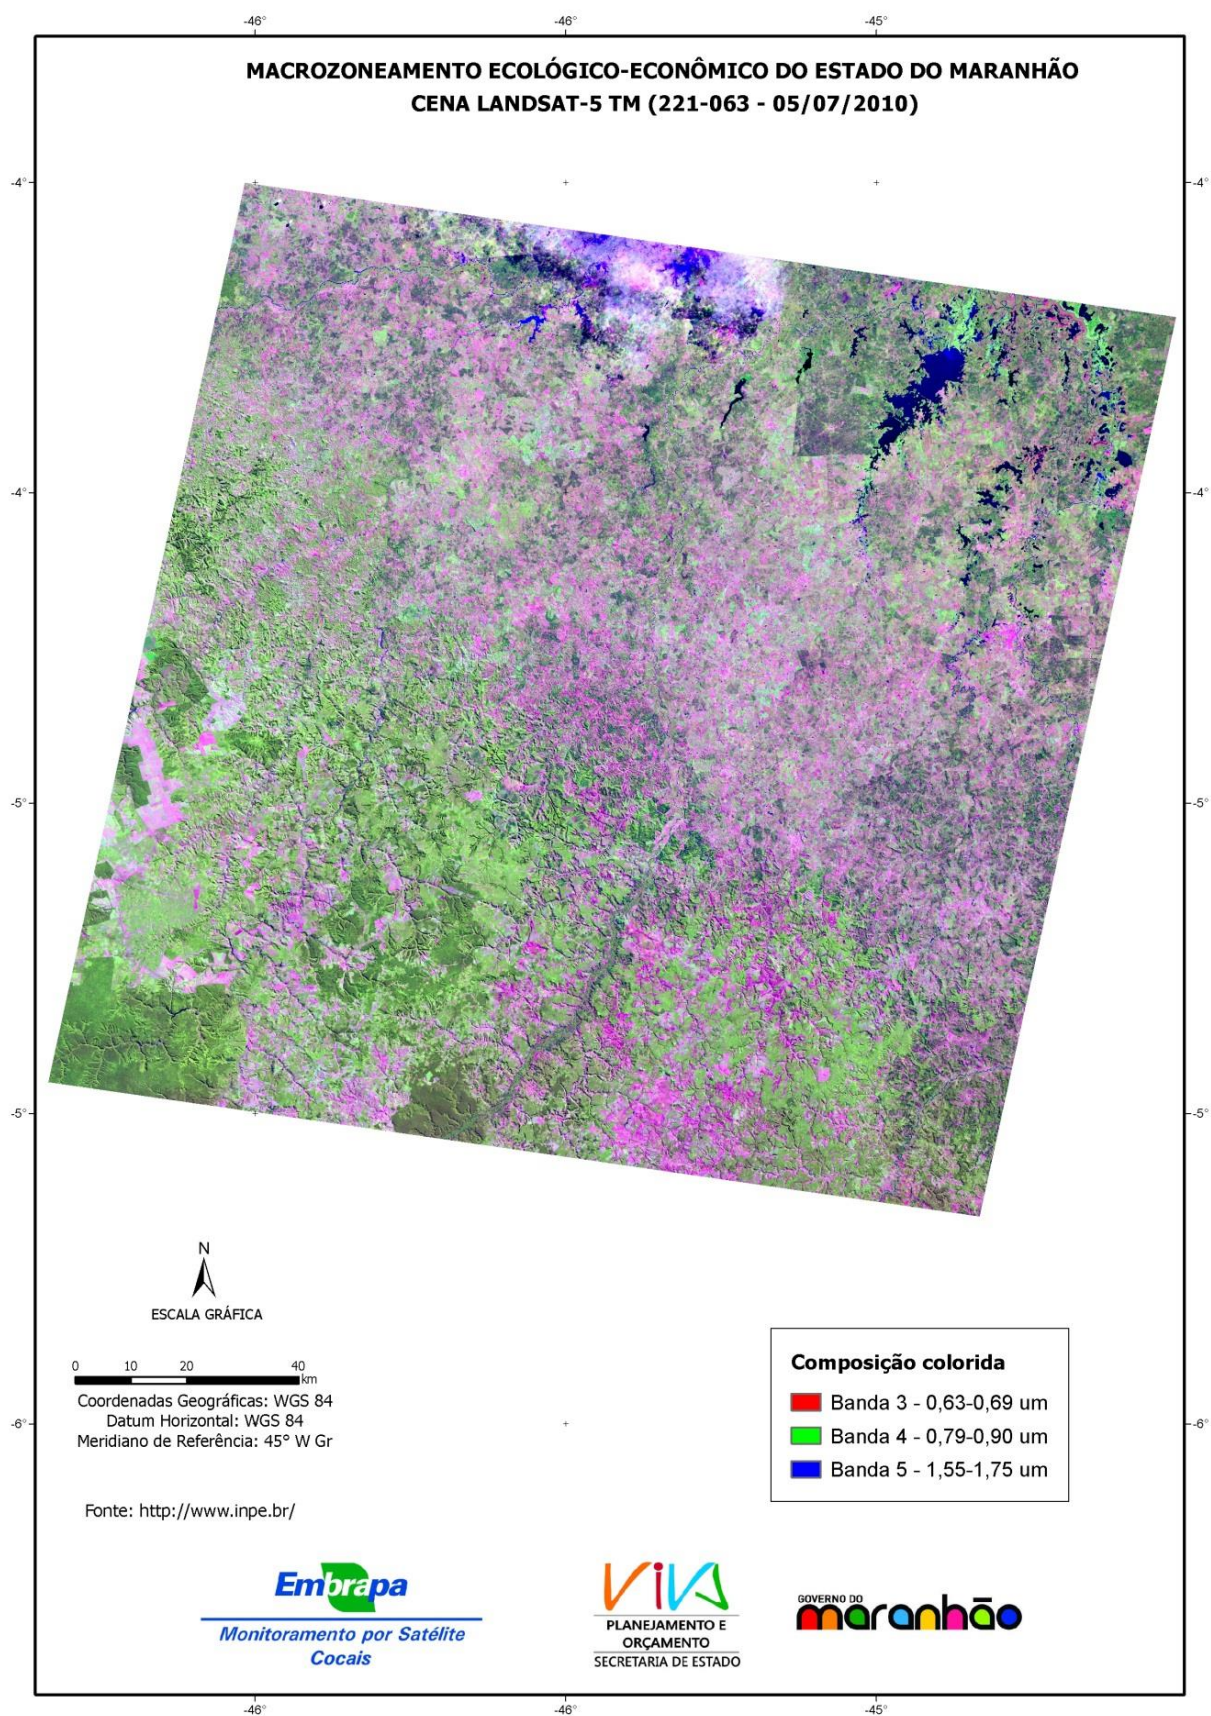 -46° -46° -45°
MACROZONEAMENTO ECOLÓGICO-ECONÔMICO DO ESTADO DO MARANHÃO
CENA LANDSAT-5 TM (221-063 - 05/07/2010)
-4° -4°
-4° -4°
-5° -5°
-5° -5°
N
ESCALA GRÁFICA
0 10 20 40
km
Coordenadas Geográficas: WGS 84
Datum Horizontal: WGS 84
Meridiano de Referência: 45° W Gr
-6° -6°
Composição colorida
Banda 3 - 0,63-0,69 um
Banda 4 - 0,79-0,90 um
Banda 5 - 1,55-1,75 um
Fonte: http://www.inpe.br/
Embrapa
Monitoramento por Satélite
Cocais
VIVA
PLANEJAMENTO E
ORÇAMENTO
SECRETARIA DE ESTADO
GOVERNO DO
maranhão
-46° -46° -45°